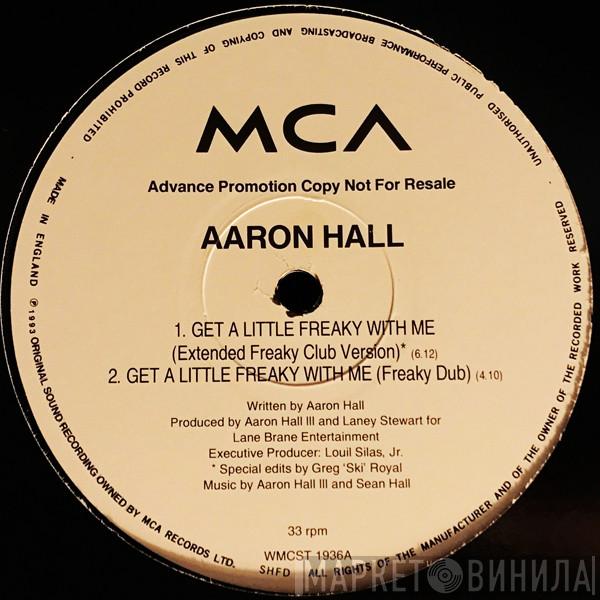 MCA
Advance Promotion Copy Not For Resale
AARON HALL
1. GET A LITTLE FREAKY WITH ME
(Extended Freaky Club Version)* (6.12)
2. GET A LITTLE FREAKY WITH ME (Freaky Dub) (4.10)
Written by Aaron Hall
Produced by Aaron Hall III and Laney Stewart for
Lane Brane Entertainment
Executive Producer: Louil Silas, Jr.
* Special edits by Greg 'Ski' Royal
Music by Aaron Hall III and Sean Hall
33 rpm
WMCST 1936A
SHFD
MADE IN ENGLAND ℗ 1993 ORIGINAL SOUND RECORDING OWNED BY MCA RECORDS LTD.
ALL RIGHTS OF THE MANUFACTURER AND OF THE OWNER OF THE RECORDED WORK RESERVED
UNAUTHORISED PUBLIC PERFORMANCE BROADCASTING AND COPYING OF THIS RECORD PROHIBITED
МАРКЕТ ВИНИЛА